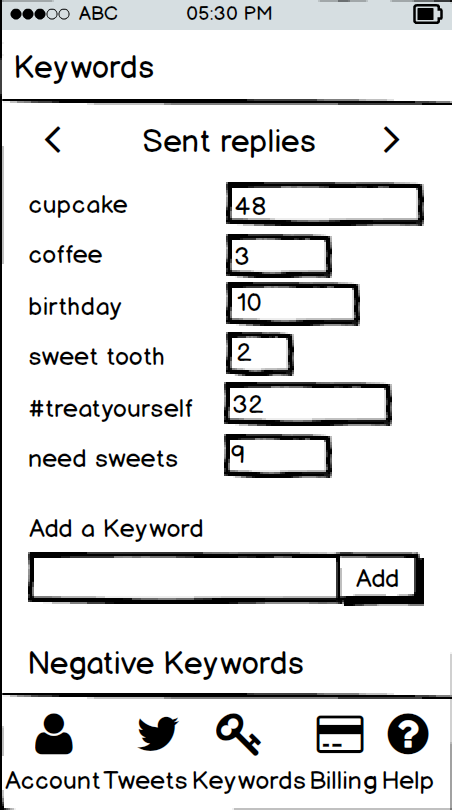 ABC 05:30 PM
Keywords
Sent replies
cupcake 48
coffee 3
birthday 10
sweet tooth 2
#treatyourself 32
need sweets 9
Add a Keyword
Add
Negative Keywords
Account Tweets Keywords Billing Help